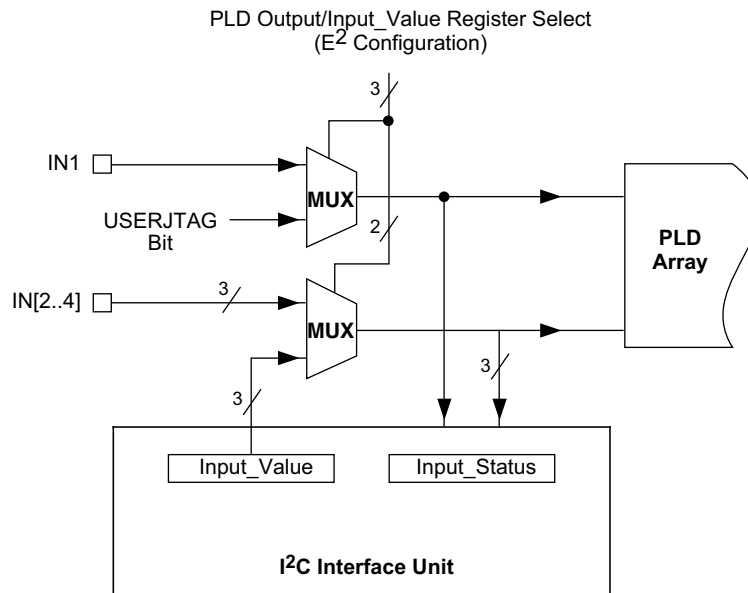 PLD Output/Input_Value Register Select
(E2 Configuration)
3
IN1
MUX
USERJTAG
Bit
2
PLD
Array
IN[2..4]
3
MUX
3
3
Input_Value
Input_Status
I2C Interface Unit